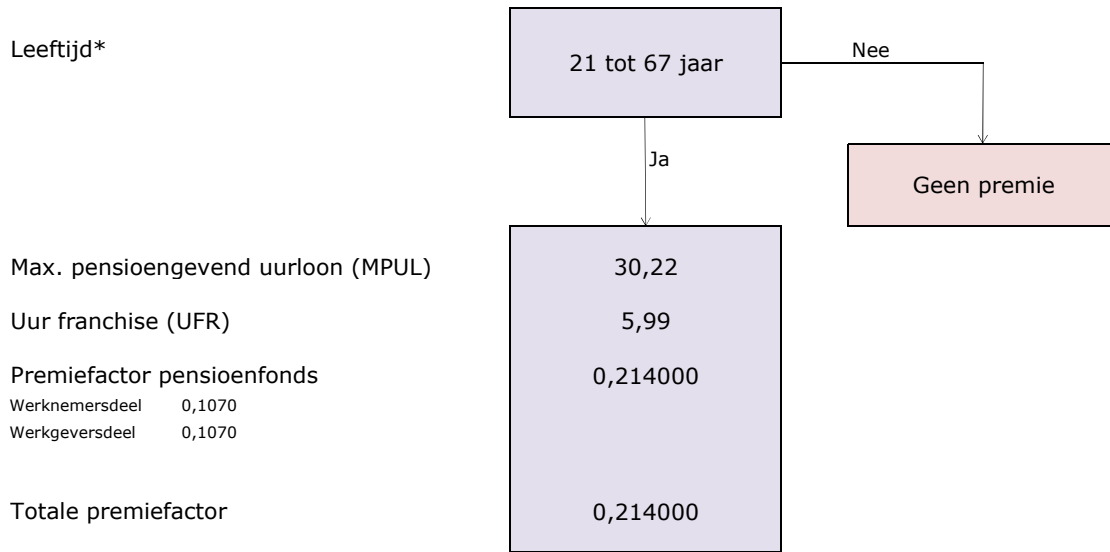 Leeftijd*
21 tot 67 jaar
Nee
Ja
Geen premie
Max. pensioengevend uurloon (MPUL) 30,22
Uur franchise (UFR) 5,99
Premiefactor pensioenfonds 0,214000
Werknemersdeel 0,1070
Werkgeversdeel 0,1070
Totale premiefactor 0,214000